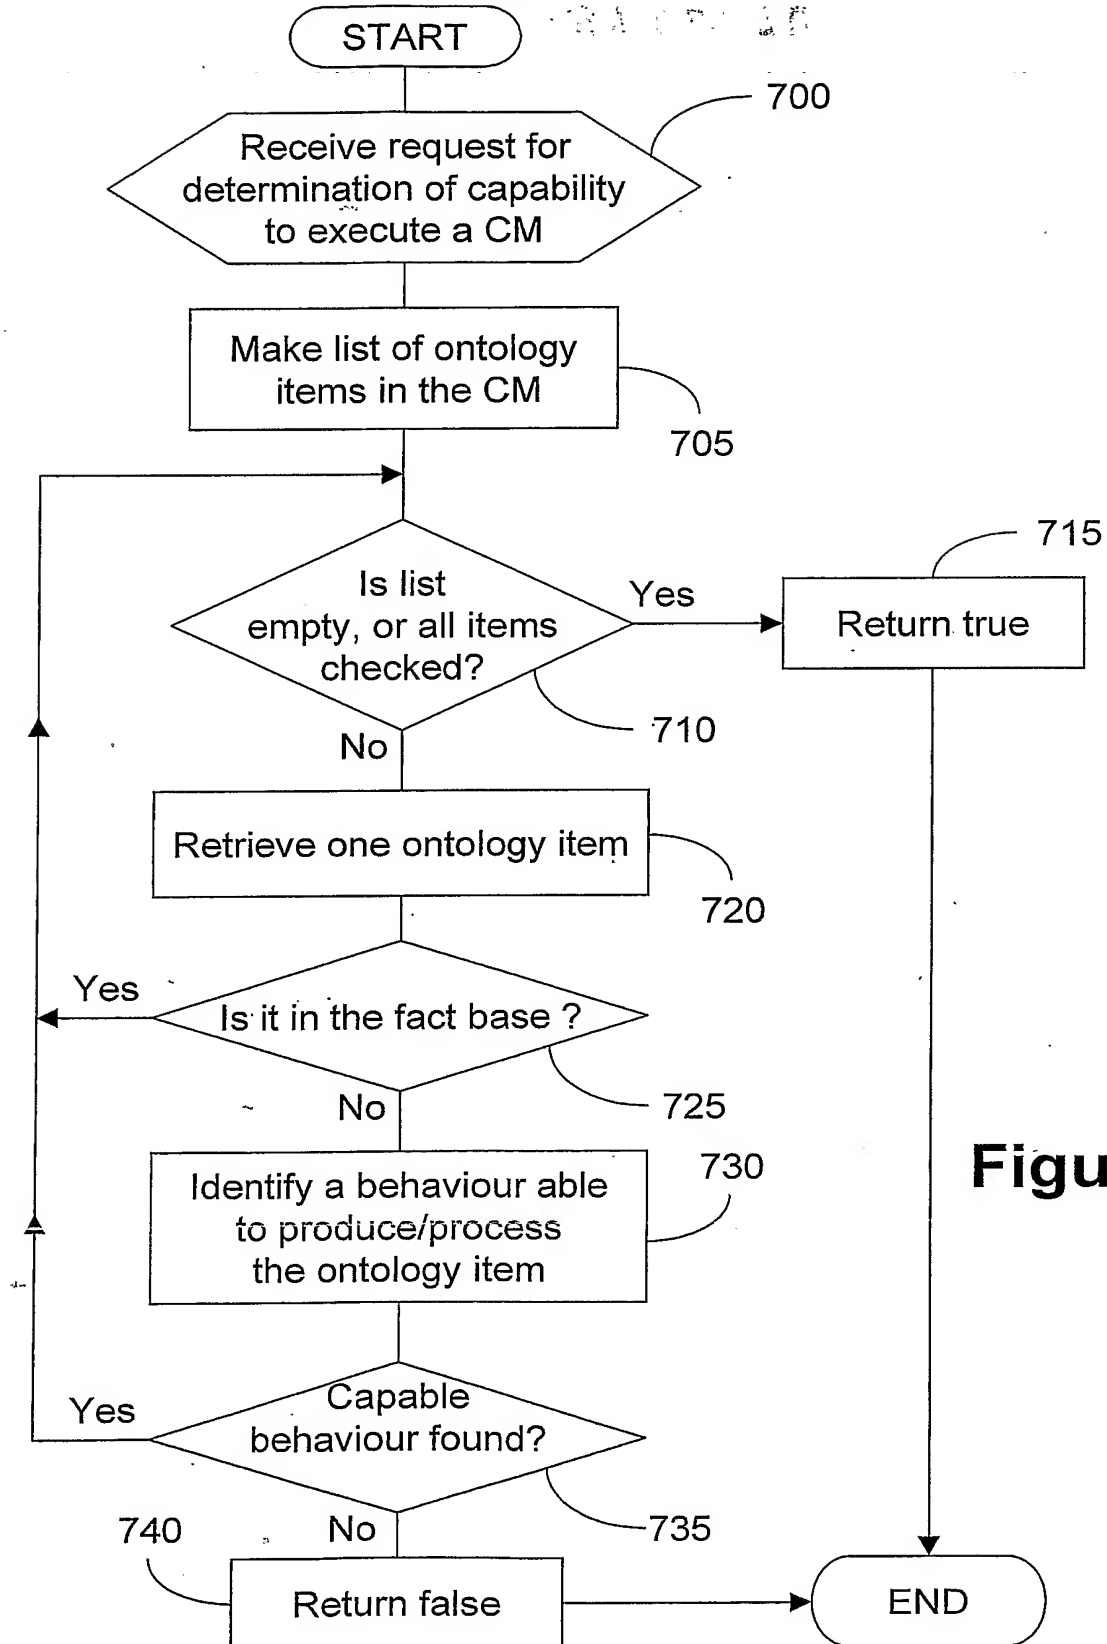 START
700
Receive request for
determination of capability
to execute a CM
Make list of ontology
items in the CM
705
Is list
empty, or all items
checked?
Yes
715
Return true
710
No
Retrieve one ontology item
720
Yes
Is it in the fact base ?
725
No
730
Identify a behaviour able
to produce/process
the ontology item
Figu
Capable
behaviour found?
Yes
735
No
740
Return false
END